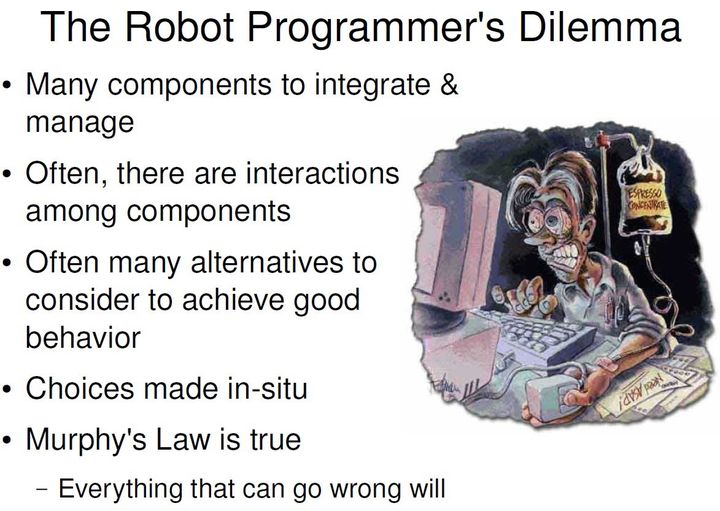 The Robot Programmer's Dilemma
• Many components to integrate &
manage
• Often, there are interactions
among components
• Often many alternatives to
consider to achieve good
behavior
• Choices made in-situ
• Murphy's Law is true
– Everything that can go wrong will
ESPRESSO
CONCENTRATE
NEED ASAP!